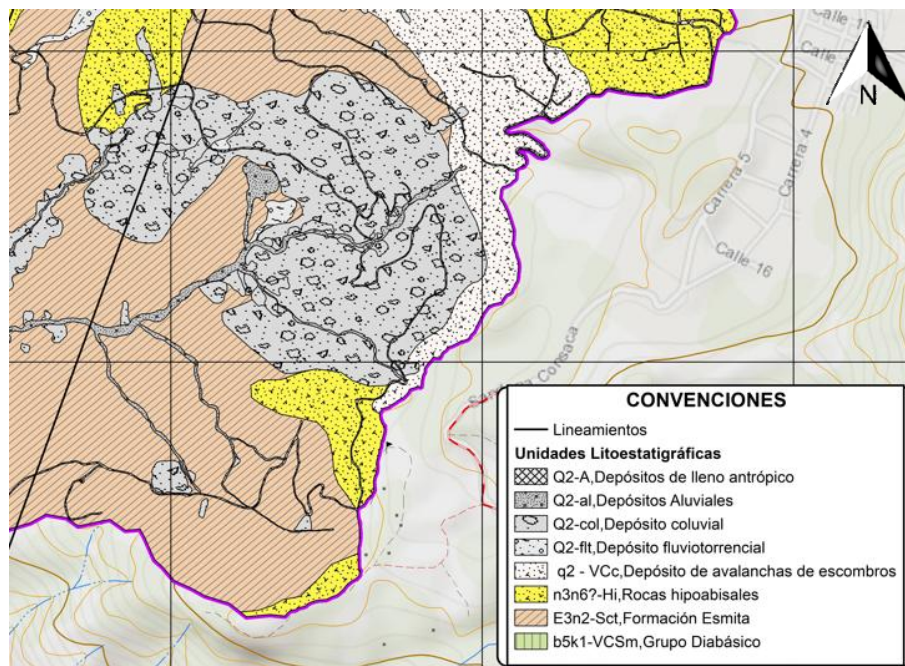 Calle 1
Calle
N
Carrera 5
Carrera 4
Calle 16
Consaca
CONVENCIONES
Lineamientos
Unidades Litoestatigráficas
Q2-A,Depósitos de lleno antrópico
Q2-al,Depósitos Aluviales
Q2-col,Depósito coluvial
Q2-flt,Depósito fluviotorrencial
q2 - VCc,Depósito de avalanchas de escombros
n3n6?-Hi,Rocas hipoabisales
E3n2-Sct,Formación Esmita
b5k1-VCSm,Grupo Diabásico